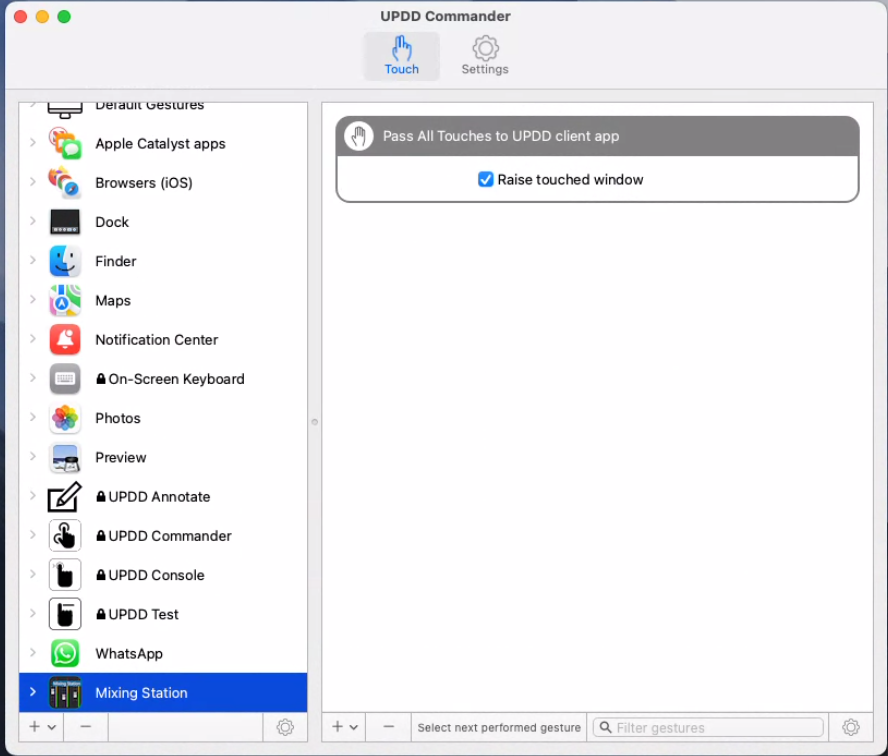 UPDD Commander
Touch
Settings
Default Gestures
Apple Catalyst apps
Browsers (iOS)
Dock
Finder
Maps
Notification Center
On-Screen Keyboard
Photos
Preview
UPDD Annotate
UPDD Commander
UPDD Console
UPDD Test
WhatsApp
Mixing Station
Pass All Touches to UPDD client app
Raise touched window
Select next performed gesture
Filter gestures